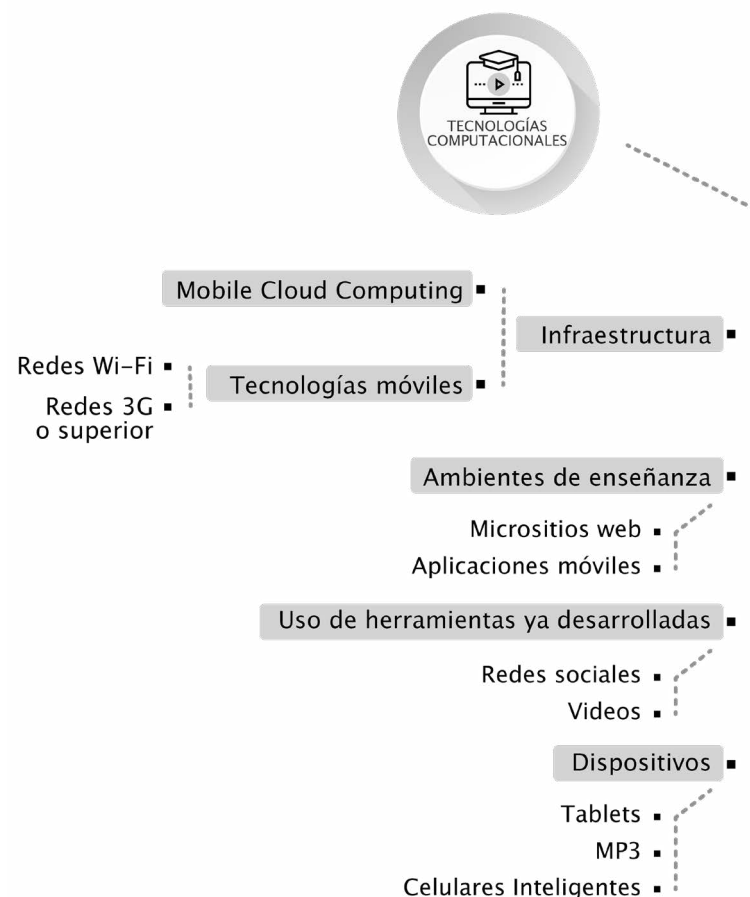 TECNOLOGÍAS
COMPUTACIONALES
Mobile Cloud Computing
Infraestructura
Redes Wi-Fi
Tecnologías móviles
Redes 3G
o superior
Ambientes de enseñanza
Micrositios web
Aplicaciones móviles
Uso de herramientas ya desarrolladas
Redes sociales
Videos
Dispositivos
Tablets
MP3
Celulares Inteligentes